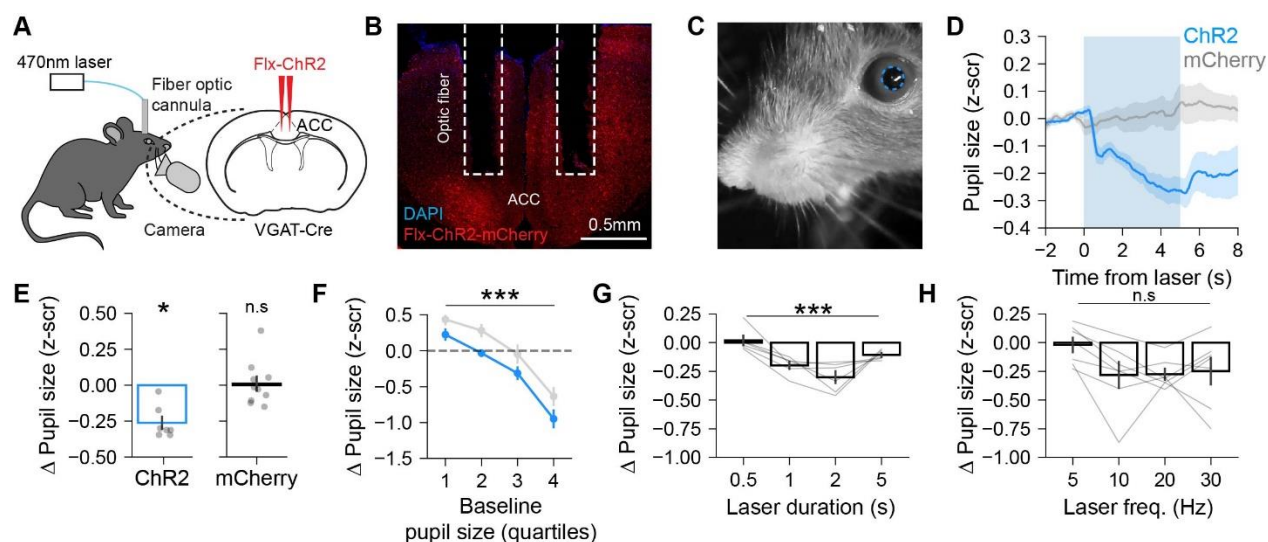 A
470nm laser
Fiber optic
cannula
Camera
Flx-ChR2
ACC
VGAT-Cre
B
Optic fiber
ACC
DAPI
Flx-ChR2-mCherry
0.5mm
C
D
ChR2
mCherry
Pupil size (z-scr)
0.3
0.2
0.1
0.0
-0.1
-0.2
-0.3
-0.4
−2 0 2 4 6 8
Time from laser (s)
E
Δ Pupil size (z-scr)
0.50
0.25
0.00
−0.25
−0.50
*
n.s
ChR2
mCherry
F
Δ Pupil size (z-scr)
1.0
0.5
0.0
-0.5
-1.0
-1.5
***
1 2 3 4
Baseline
pupil size (quartiles)
G
Δ Pupil size (z-scr)
0.25
0.00
−0.25
−0.50
−0.75
−1.00
***
0.5 1 2 5
Laser duration (s)
H
Δ Pupil size (z-scr)
0.25
0.00
−0.25
−0.50
−0.75
−1.00
n.s
5 10 20 30
Laser freq. (Hz)